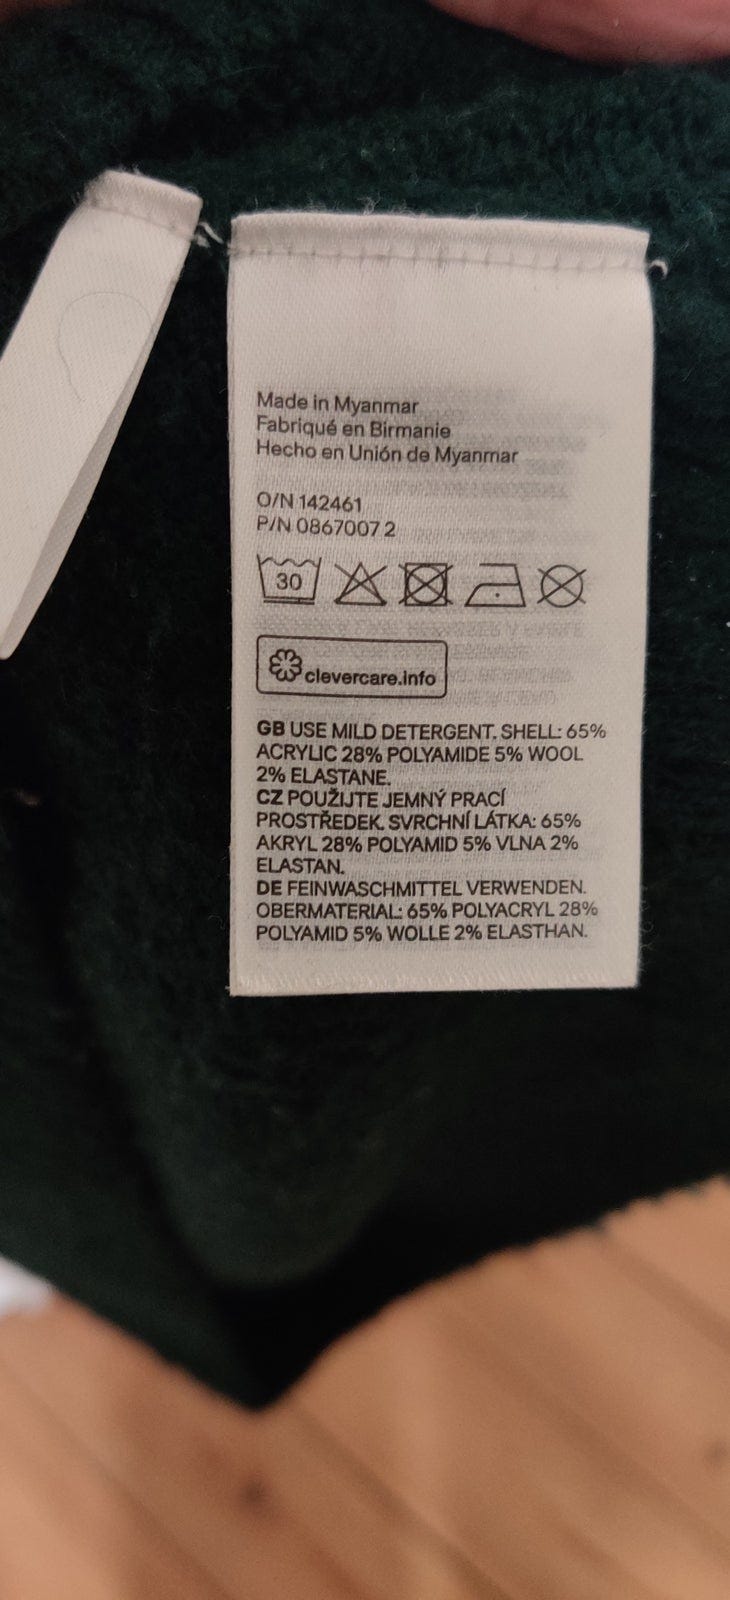 Made in Myanmar
Fabriqué en Birmanie
Hecho en Unión de Myanmar
O/N 142461
P/N 0867007 2
30
clevercare.info
GB USE MILD DETERGENT. SHELL: 65%
ACRYLIC 28% POLYAMIDE 5% WOOL
2% ELASTANE.
CZ POUŽIJTE JEMNÝ PRACÍ
PROSTŘEDEK. SVRCHNÍ LÁTKA: 65%
AKRYL 28% POLYAMID 5% VLNA 2%
ELASTAN.
DE FEINWASCHMITTEL VERWENDEN.
OBERMATERIAL: 65% POLYACRYL 28%
POLYAMID 5% WOLLE 2% ELASTHAN.